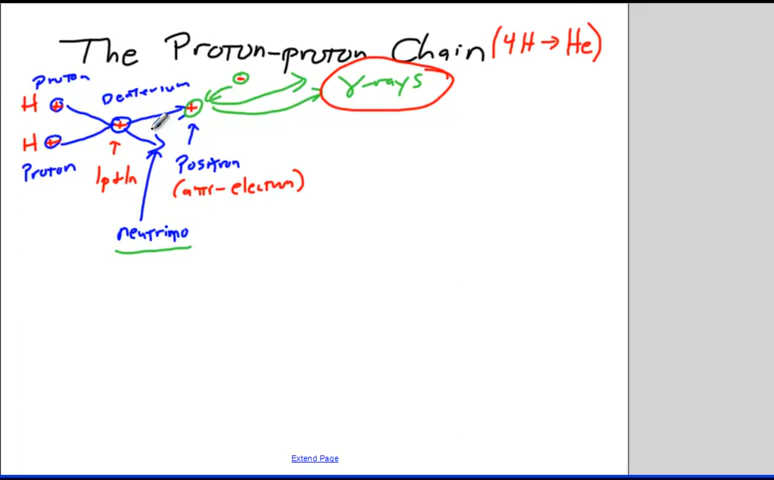 The Proton-proton Chain (4H → He)
Proton
H +
Deuterium
+
+
-
γ-rays
H +
Proton
1p+1n
Positron
(anti-electron)
neutrino
Extend Page